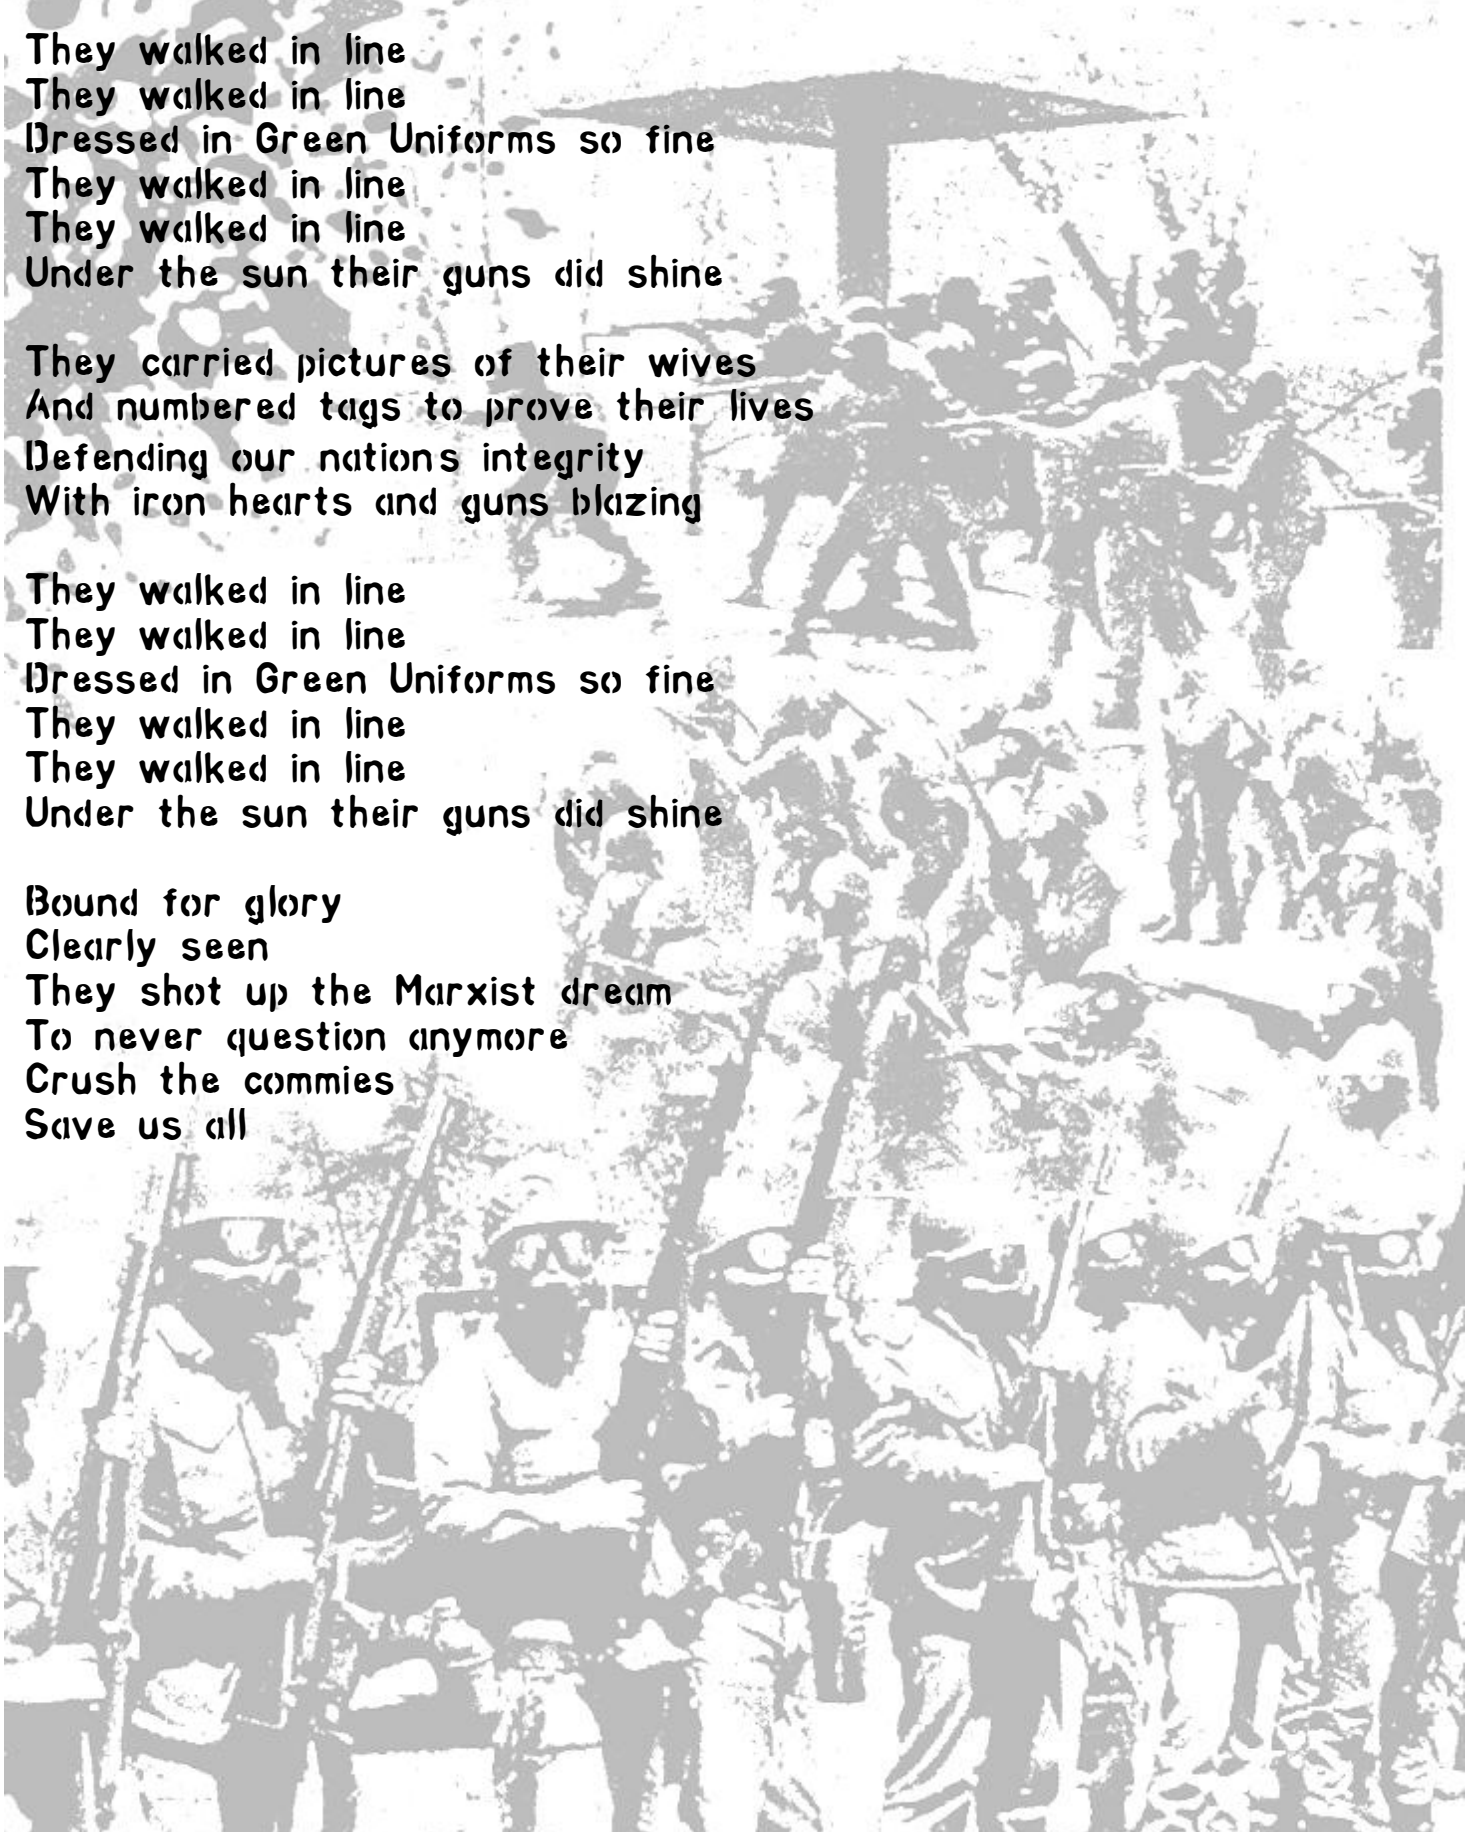 They walked in line
They walked in line
Dressed in Green Uniforms so fine
They walked in line
They walked in line
Under the sun their guns did shine
They carried pictures of their wives
And numbered tags to prove their lives
Defending our nations integrity
With iron hearts and guns blazing
They walked in line
They walked in line
Dressed in Green Uniforms so fine
They walked in line
They walked in line
Under the sun their guns did shine
Bound for glory
Clearly seen
They shot up the Marxist dream
To never question anymore
Crush the commies
Save us all